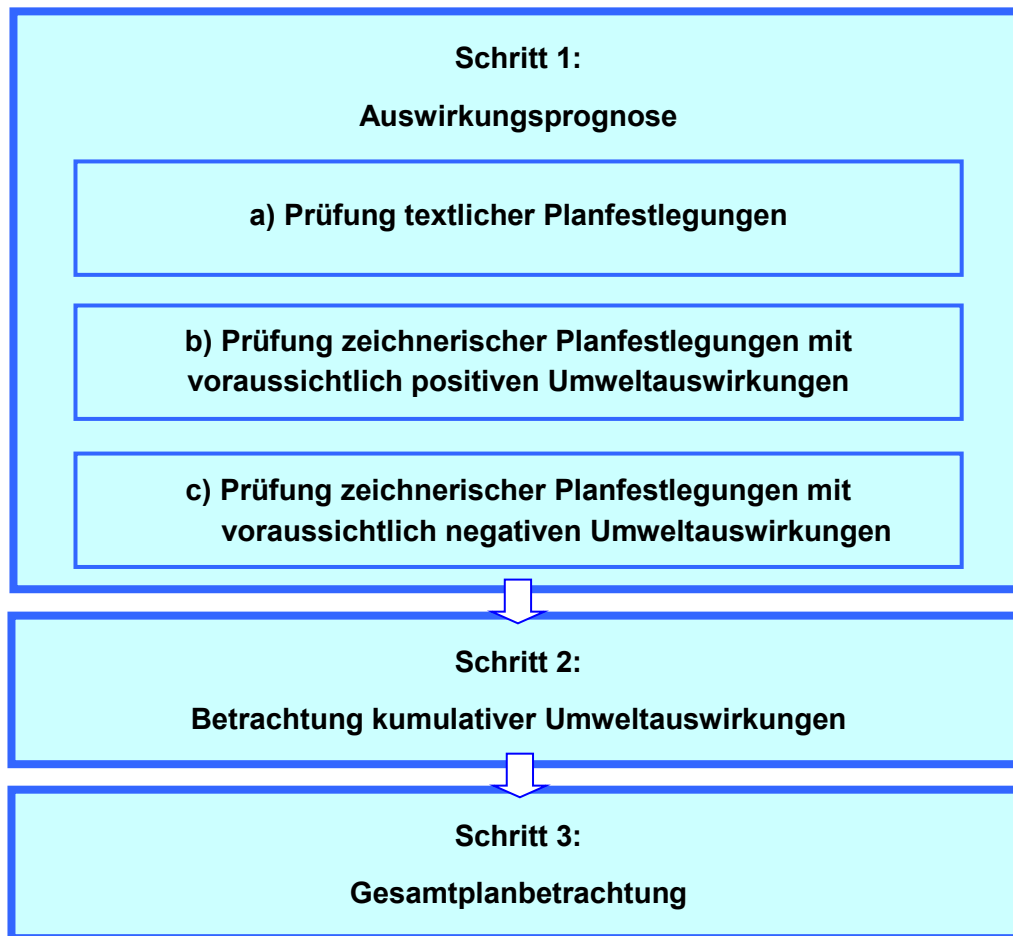 Schritt 1:
Auswirkungsprognose
a) Prüfung textlicher Planfestlegungen
b) Prüfung zeichnerischer Planfestlegungen mit
voraussichtlich positiven Umweltauswirkungen
c) Prüfung zeichnerischer Planfestlegungen mit
voraussichtlich negativen Umweltauswirkungen
Schritt 2:
Betrachtung kumulativer Umweltauswirkungen
Schritt 3:
Gesamtplanbetrachtung